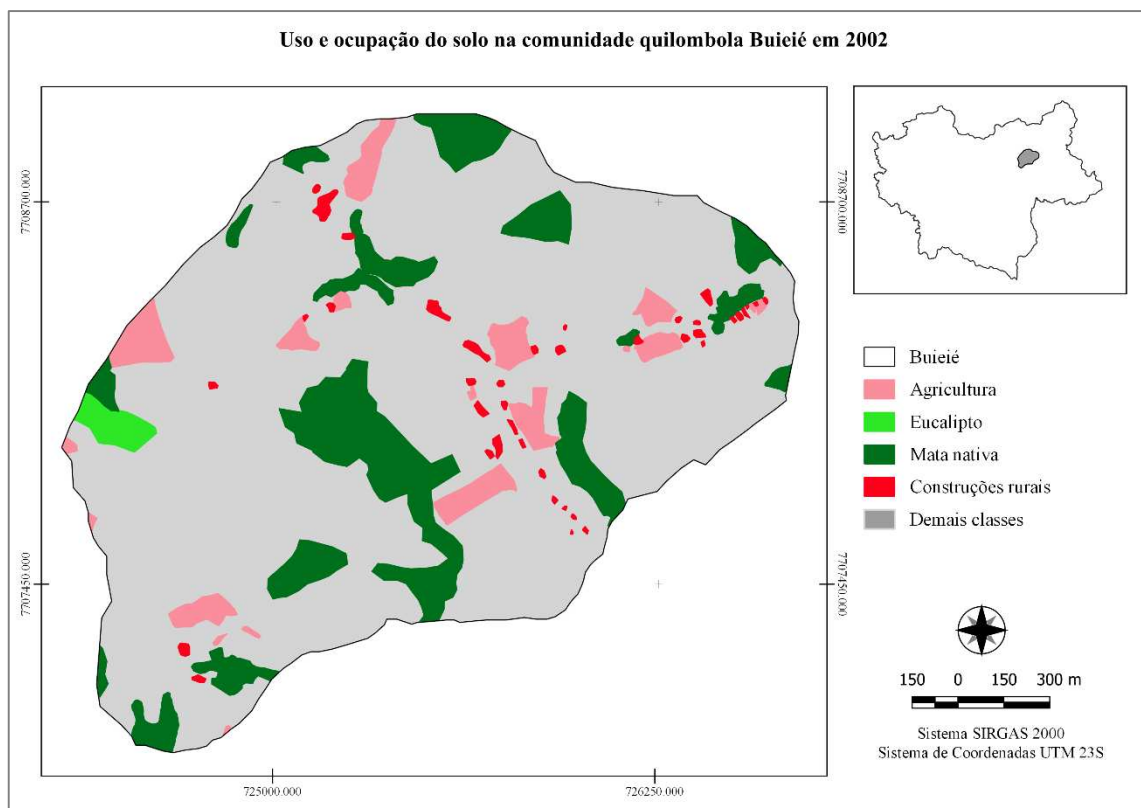 Uso e ocupação do solo na comunidade quilombola Buieié em 2002
7708700.000
7708700.000
Buieié
Agricultura
Eucalipto
Mata nativa
Construções rurais
Demais classes
7707450.000
7707450.000
150 0 150 300 m
Sistema SIRGAS 2000
Sistema de Coordenadas UTM 23S
725000.000
726250.000